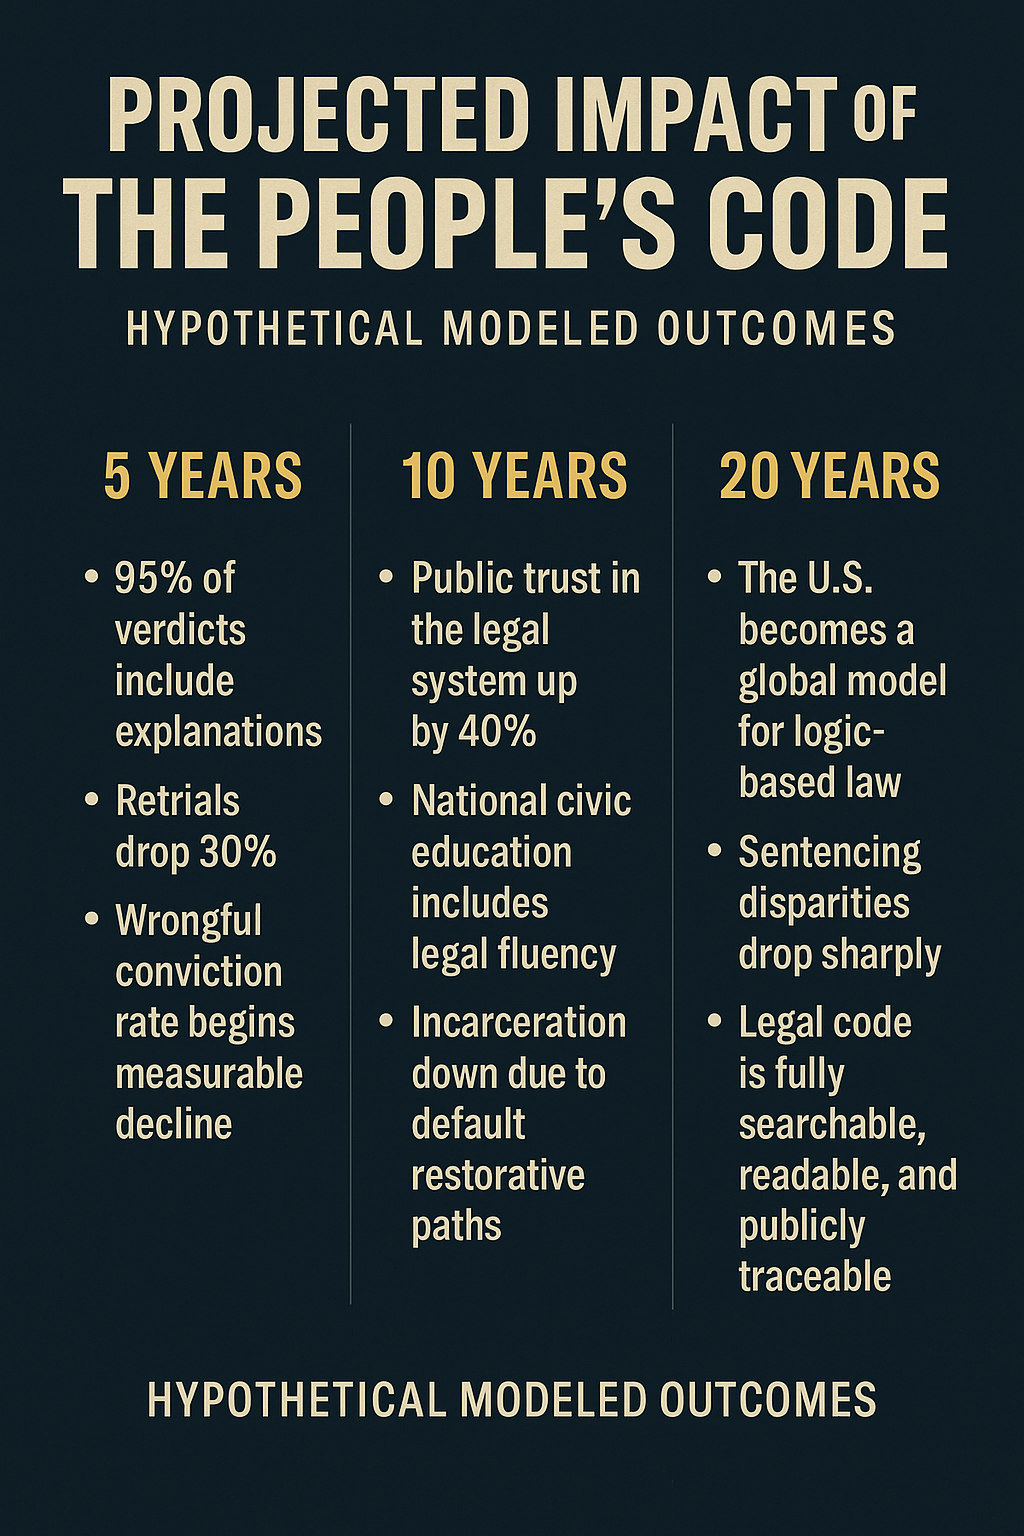 PROJECTED IMPACT OF
THE PEOPLE'S CODE
HYPOTHETICAL MODELED OUTCOMES
5 YEARS
• 95% of
verdicts
include
explanations
• Retrials
drop 30%
• Wrongful
conviction
rate begins
measurable
decline
10 YEARS
• Public trust in
the legal
system up
by 40%
• National civic
education
includes
legal fluency
• Incarceration
down due to
default
restorative
paths
20 YEARS
• The U.S.
becomes a
global model
for logic-
based law
• Sentencing
disparities
drop sharply
• Legal code
is fully
searchable,
readable, and
publicly
traceable
HYPOTHETICAL MODELED OUTCOMES